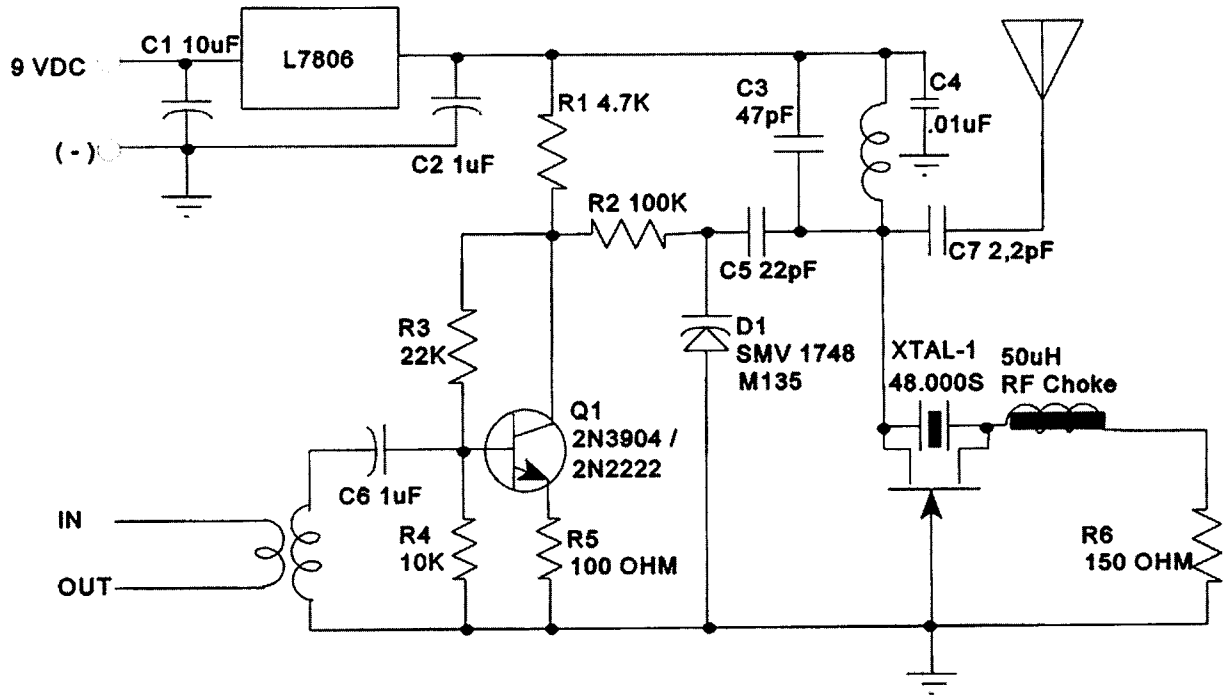 C1 10uF
9 VDC
L7806
(-)
C2 1uF
R1 4.7K
C3
47pF
C4
.01uF
R2 100K
C5 22pF
C7 2,2pF
R3
22K
D1
SMV 1748
M135
XTAL-1
48.000S
50uH
RF Choke
Q1
2N3904 /
2N2222
C6 1uF
IN
OUT
R4
10K
R5
100 OHM
R6
150 OHM